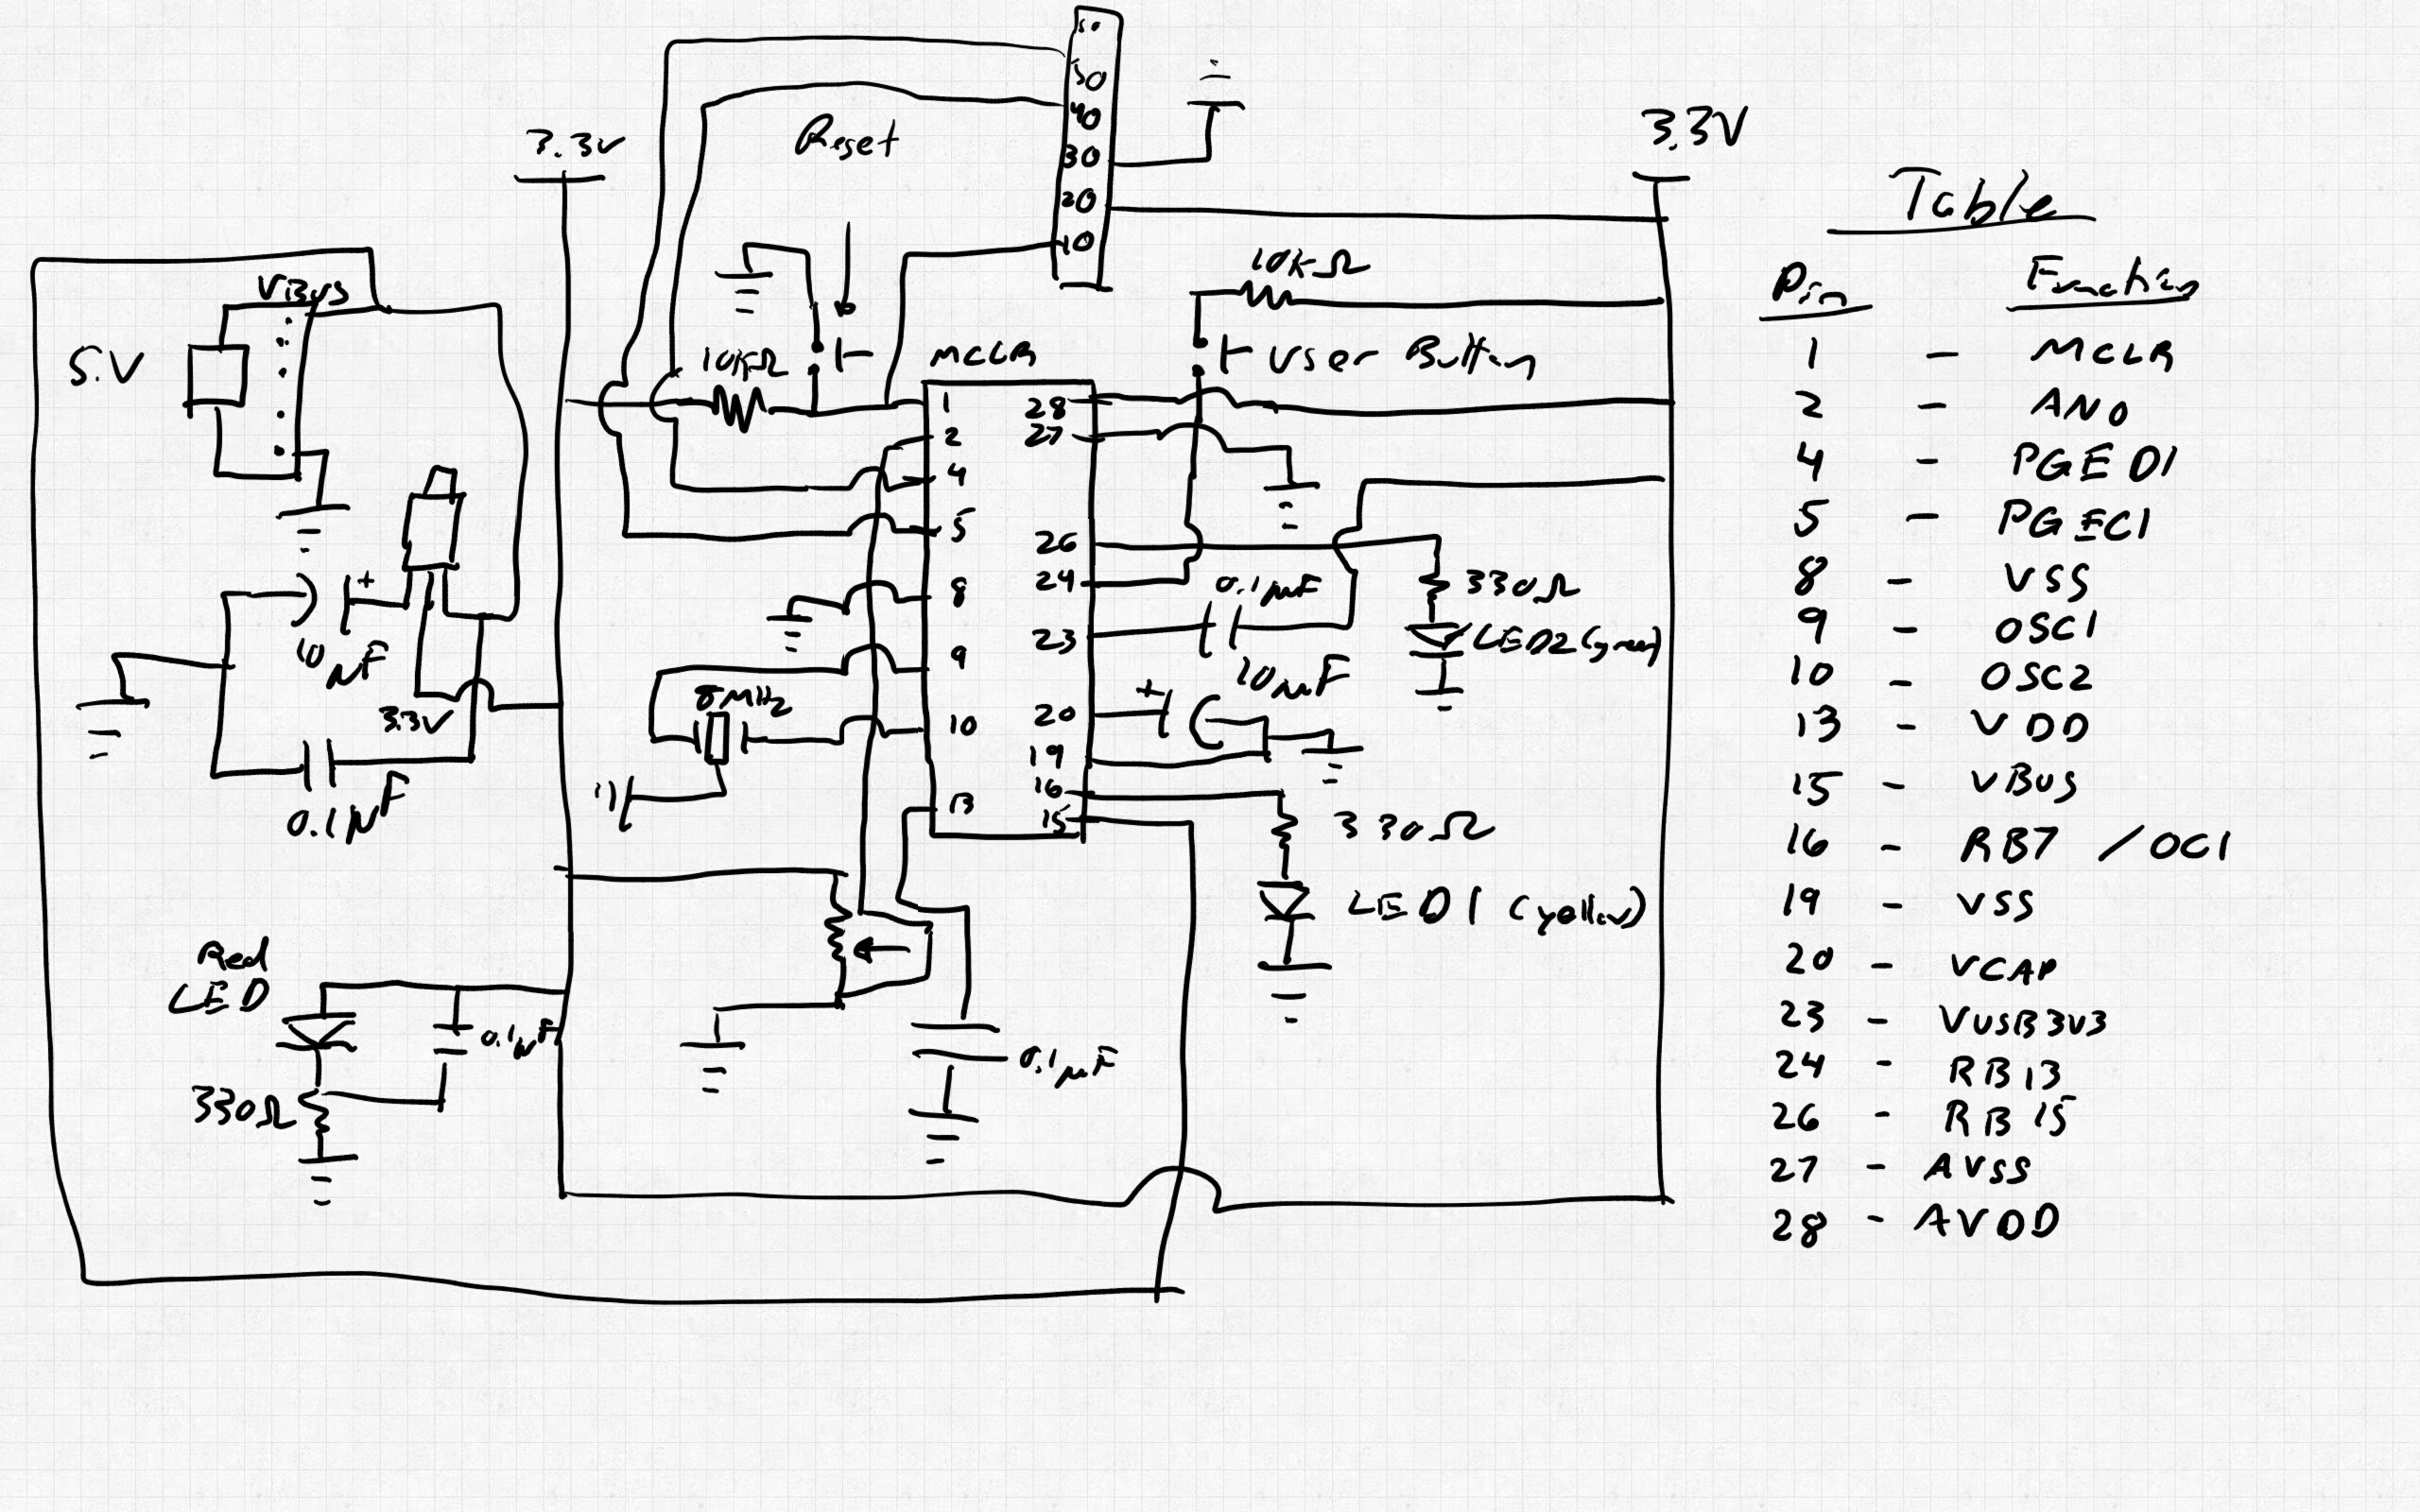 60
50
40
30
20
10
Reset
3.3V
3.3V
VBus
5.V
10KΩ
10KΩ
MCLR
User Button
1
2
4
5
8
9
10
13
28
27
26
24
23
20
19
16
15
10µF
3.3V
0.1µF
8MHz
0.1µF
10µF
330Ω
LED2 (green)
330Ω
LED1 (yellow)
Red
LED
0.1µF
330Ω
0.1µF
Table
Pin Function
1 - MCLR
2 - AN0
4 - PGED1
5 - PGEC1
8 - VSS
9 - OSC1
10 - OSC2
13 - VDD
15 - VBUS
16 - RB7 / OC1
19 - VSS
20 - VCAP
23 - VUSB3V3
24 - RB13
26 - RB15
27 - AVSS
28 - AVDD